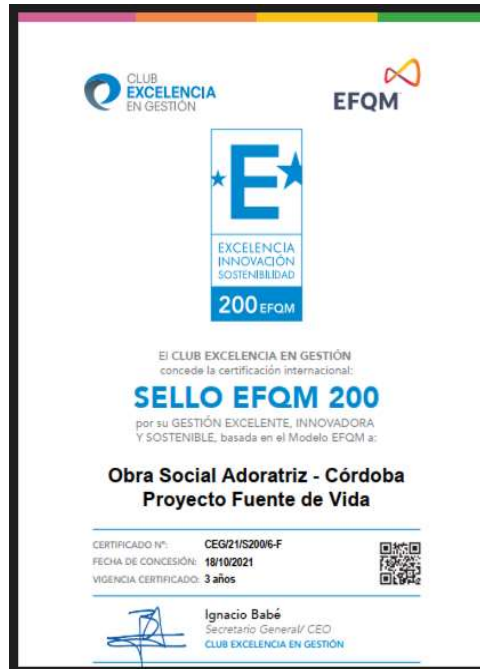 CLUB
EXCELENCIA
EN GESTIÓN
EFQM
E
EXCELENCIA
INNOVACIÓN
SOSTENIBILIDAD
200 EFQM
El CLUB EXCELENCIA EN GESTIÓN
concede la certificación internacional:
SELLO EFQM 200
por su GESTIÓN EXCELENTE, INNOVADORA
Y SOSTENIBLE, basada en el Modelo EFQM a:
Obra Social Adoratriz - Córdoba
Proyecto Fuente de Vida
CERTIFICADO Nº: CEG/21/S200/6-F
FECHA DE CONCESIÓN: 18/10/2021
VIGENCIA CERTIFICADO: 3 años
Ignacio Babé
Secretario General/ CEO
CLUB EXCELENCIA EN GESTIÓN